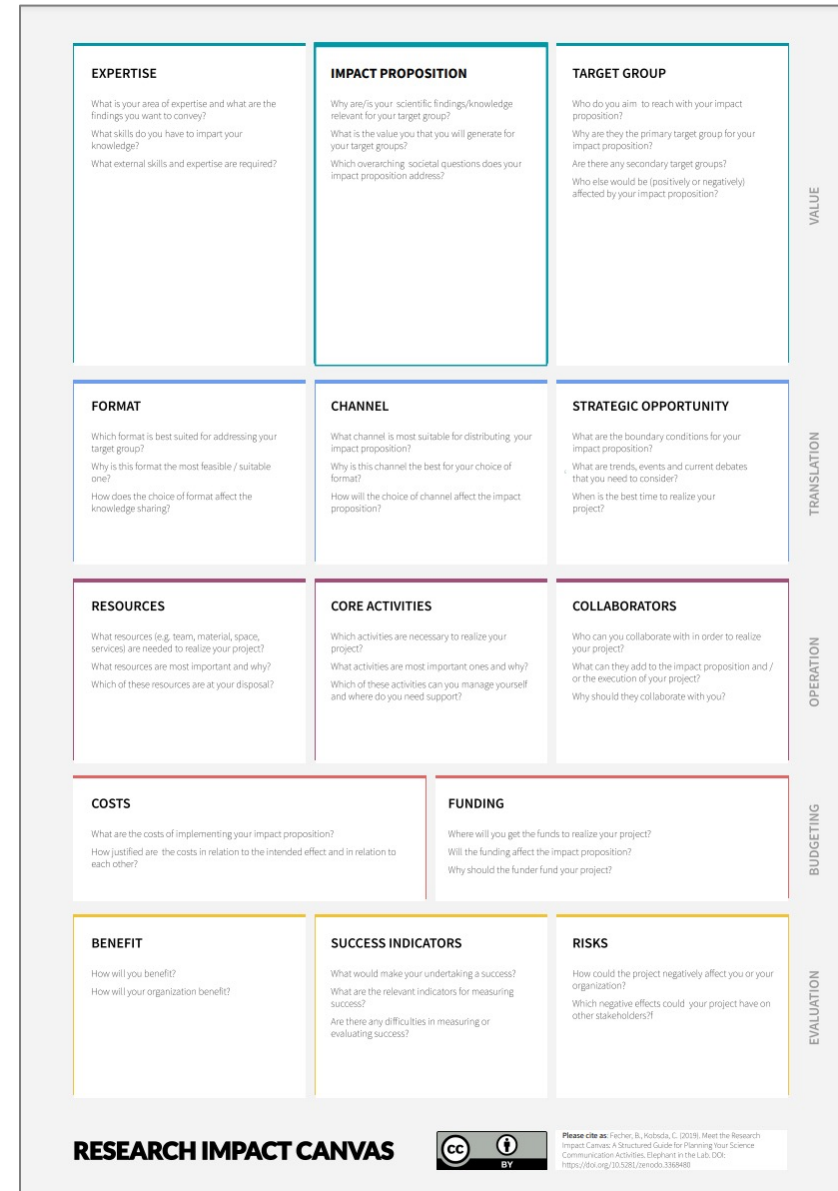 EXPERTISE
What is your area of expertise and what are the
findings you want to convey?
What skills do you have to impart your
knowledge?
What external skills and expertise are required?
IMPACT PROPOSITION
Why are/is your scientific findings/knowledge
relevant for your target group?
What is the value you that you will generate for
your target groups?
Which overarching societal questions does your
impact proposition address?
TARGET GROUP
Who do you aim to reach with your impact
proposition?
Why are they the primary target group for your
impact proposition?
Are there any secondary target groups?
Who else would be (positively or negatively)
affected by your impact proposition?
VALUE
FORMAT
Which format is best suited for addressing your
target group?
Why is this format the most feasible / suitable
one?
How does the choice of format affect the
knowledge sharing?
CHANNEL
What channel is most suitable for distributing your
impact proposition?
Why is this channel the best for your choice of
format?
How will the choice of channel affect the impact
proposition?
STRATEGIC OPPORTUNITY
What are the boundary conditions for your
impact proposition?
What are trends, events and current debates
that you need to consider?
When is the best time to realize your
project?
TRANSLATION
RESOURCES
What resources (e.g. team, material, space,
services) are needed to realize your project?
What resources are most important and why?
Which of these resources are at your disposal?
CORE ACTIVITIES
Which activities are necessary to realize your
project?
What activities are most important ones and why?
Which of these activities can you manage yourself
and where do you need support?
COLLABORATORS
Who can you collaborate with in order to realize
your project?
What can they add to the impact proposition and /
or the execution of your project?
Why should they collaborate with you?
OPERATION
COSTS
What are the costs of implementing your impact proposition?
How justified are the costs in relation to the intended effect and in relation to
each other?
FUNDING
Where will you get the funds to realize your project?
Will the funding affect the impact proposition?
Why should the funder fund your project?
BUDGETING
BENEFIT
How will you benefit?
How will your organization benefit?
SUCCESS INDICATORS
What would make your undertaking a success?
What are the relevant indicators for measuring
success?
Are there any difficulties in measuring or
evaluating success?
RISKS
How could the project negatively affect you or your
organization?
Which negative effects could your project have on
other stakeholders?f
EVALUATION
RESEARCH IMPACT CANVAS
cc
BY
Please cite as: Fecher, B., Kobsda, C. (2019). Meet the Research
Impact Canvas: A Structured Guide for Planning Your Science
Communication Activities. Elephant in the Lab. DOI:
https://doi.org/10.5281/zenodo.3368480